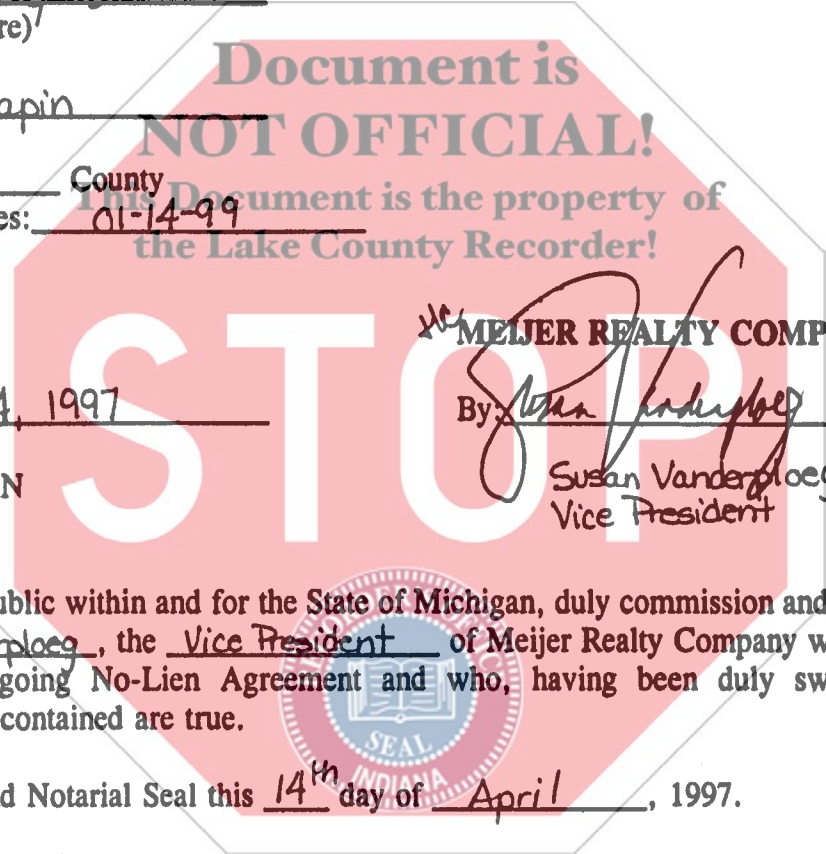 re)
Document is
NOT OFFICIAL!
apin
County
This Document is the property of
es: 01-14-99
the Lake County Recorder!
MEIJER REALTY COMP
STOP
4, 1997
By: Susan Vanderploeg
N
Susan Vanderploeg
Vice President
ublic within and for the State of Michigan, duly commission and
ploeg, the Vice President of Meijer Realty Company w
going No-Lien Agreement and who, having been duly sw
contained are true.
SEAL
INDIANA
d Notarial Seal this 14th day of April, 1997.